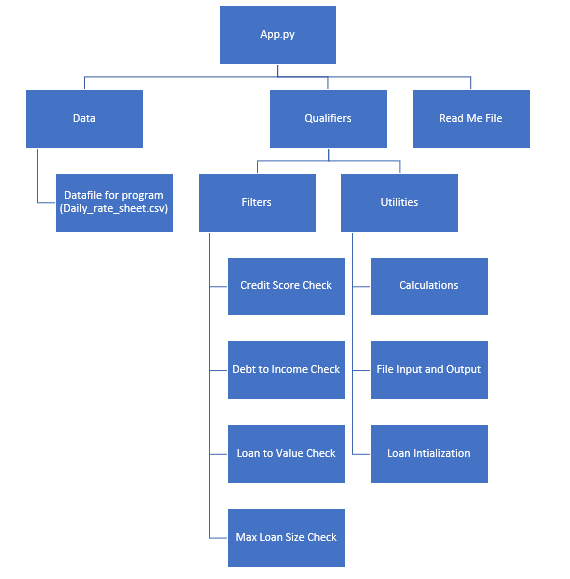 App.py
Data
Qualifiers
Read Me File
Datafile for program
(Daily_rate_sheet.csv)
Filters
Utilities
Credit Score Check
Calculations
Debt to Income Check
File Input and Output
Loan to Value Check
Loan Intialization
Max Loan Size Check